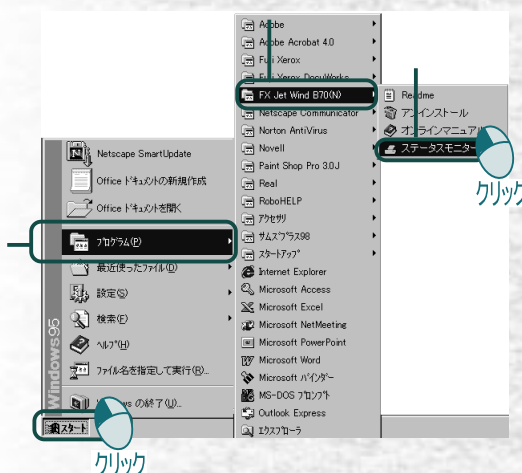 Netscape SmartUpdate
Office ﾄﾞｷｭﾒﾝﾄの新規作成
Office ﾄﾞｷｭﾒﾝﾄを開く
ﾌﾟﾛｸﾞﾗﾑ(P)
最近使ったﾌｧｲﾙ(D)
設定(S)
検索(F)
ﾍﾙﾌﾟ(H)
ﾌｧｲﾙ名を指定して実行(R)...
の終了(U)...
Windows95
スタート
クリック
Adobe
Adobe Acrobat 4.0
Fuji Xerox
Fuji Xerox DocuWorks
FX Jet Wind B70(N)
Netscape Communicator
Norton AntiVirus
Novell
Paint Shop Pro 3.0J
Real
RoboHELP
ｱｸｾｻﾘ
ｻﾑｽﾞﾌﾟﾗｽ98
ｽﾀｰﾄｱｯﾌﾟ
Internet Explorer
Microsoft Access
Microsoft Excel
Microsoft NetMeeting
Microsoft PowerPoint
Microsoft Word
Microsoft ﾊﾞｲﾝﾀﾞｰ
MS-DOS ﾌﾟﾛﾝﾌﾟﾄ
Outlook Express
ｴｸｽﾌﾟﾛｰﾗ
Readme
アンインストール
オンラインマニュアル
ステータスモニター
クリック